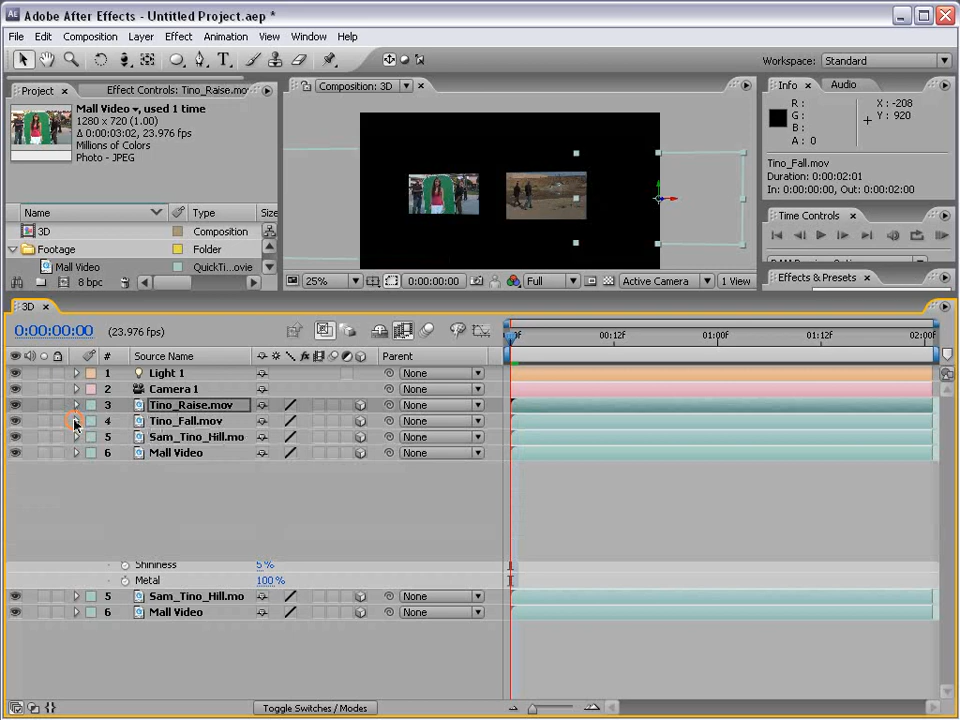 Adobe After Effects - Untitled Project.aep *
File Edit Composition Layer Effect Animation View Window Help
Workspace: Standard
Project × Effect Controls: Tino_Raise.mov
Mall Video, used 1 time
1280 x 720 (1.00)
Δ 0:00:03:02, 23.976 fps
Millions of Colors
Photo - JPEG
Name Type Size
3D Composition
Footage Folder
Mall Video QuickTi...ovie
8 bpc
Composition: 3D ×
25% 0:00:00:00 Full Active Camera 1 View
Info × Audio
R: X: -208
G: Y: 920
B:
A: 0
Tino_Fall.mov
Duration: 0:00:02:01
In: 0:00:00:00, Out: 0:00:02:00
Time Controls ×
Effects & Presets ×
3D ×
0:00:00:00 (23.976 fps)
00:12f 01:00f 01:12f 02:00f
# Source Name Parent
1 Light 1 None
2 Camera 1 None
3 Tino_Raise.mov None
4 Tino_Fall.mov None
5 Sam_Tino_Hill.mo None
6 Mall Video None
Shininess 5%
Metal 100%
5 Sam_Tino_Hill.mo None
6 Mall Video None
Toggle Switches / Modes